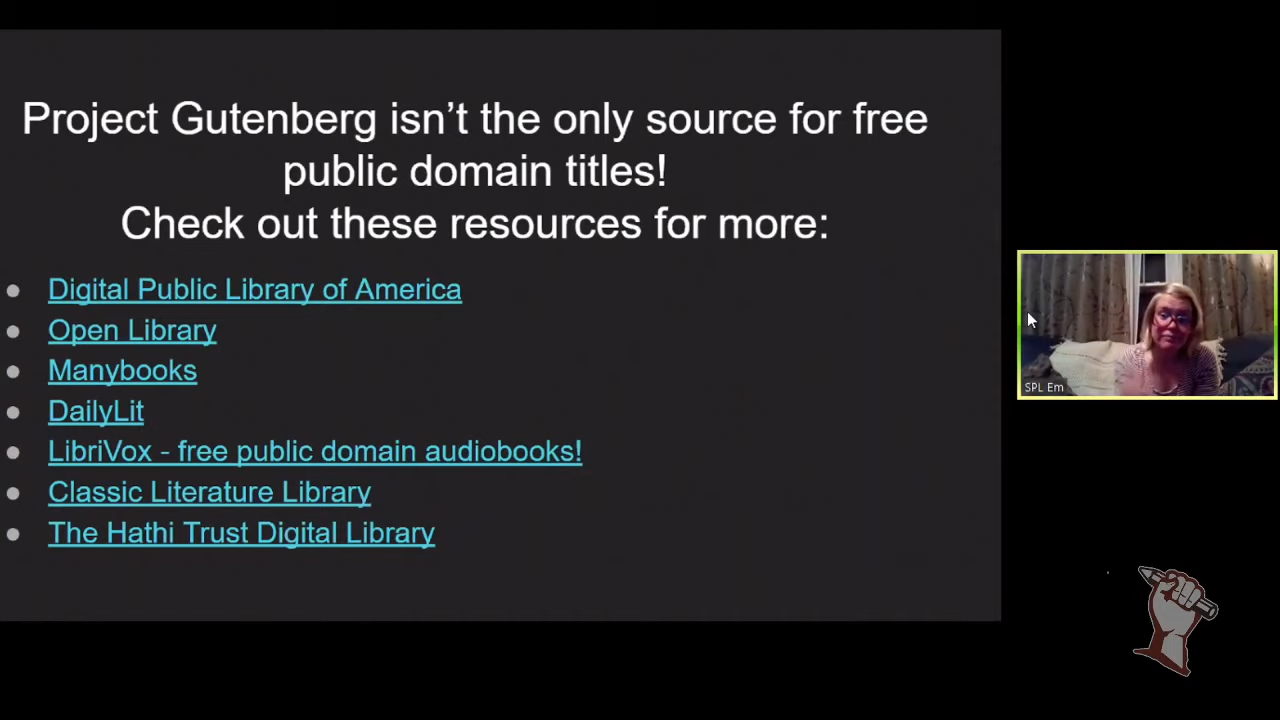 Project Gutenberg isn’t the only source for free
public domain titles!
Check out these resources for more:
● Digital Public Library of America
● Open Library
● Manybooks
● DailyLit
● LibriVox - free public domain audiobooks!
● Classic Literature Library
● The Hathi Trust Digital Library
SPL Em